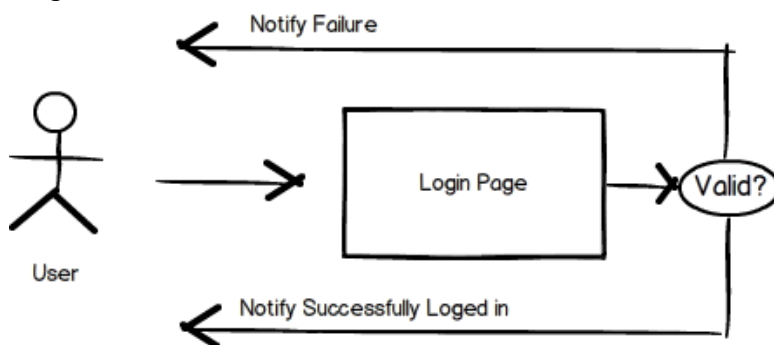 Notify Failure
Login Page
Valid?
User
Notify Successfully Loged in